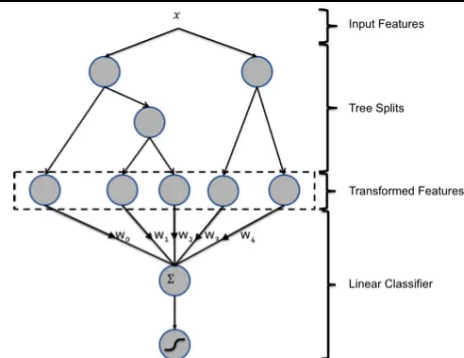 x
Input Features
Tree Splits
Transformed Features
W0 W1 W2 W3 W4
Linear Classifier
Σ